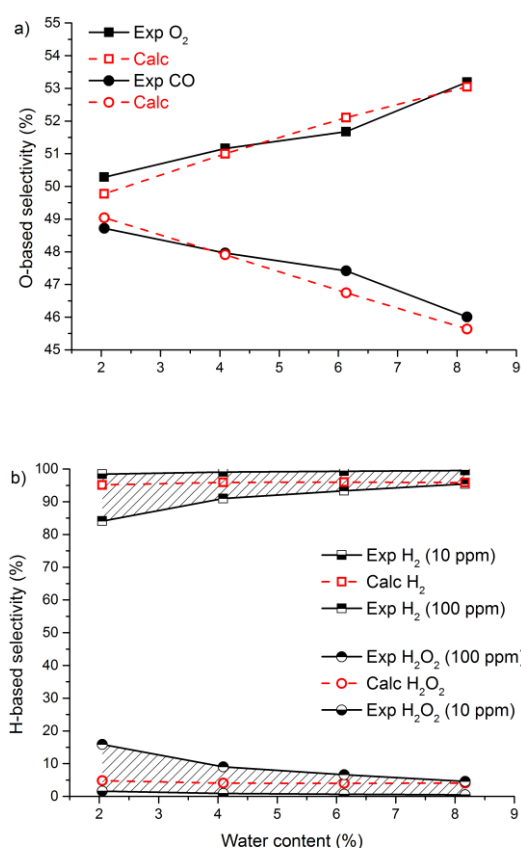 a)
Exp O₂
Calc
Exp CO
Calc
O-based selectivity (%)
55
54
53
52
51
50
49
48
47
46
45
2 3 4 5 6 7 8 9
b)
H-based selectivity (%)
100
90
80
70
60
50
40
30
20
10
0
Exp H₂ (10 ppm)
Calc H₂
Exp H₂ (100 ppm)
Exp H₂O₂ (100 ppm)
Calc H₂O₂
Exp H₂O₂ (10 ppm)
2 3 4 5 6 7 8 9
Water content (%)